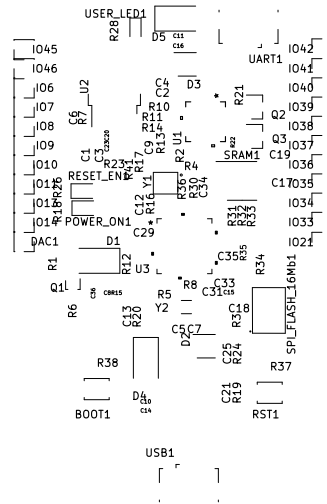 USER_LED1
R28
D5
C11
C16
UART1
IO45
IO46
IO6
IO7
IO8
IO9
IO10
IO11
IO13
IO14
DAC1
IO42
IO41
IO40
IO39
IO38
IO37
IO36
IO35
IO34
IO33
IO21
U2
C4
C2
D3
R10
R11
R14
R21
Q2
Q3
C6
R7
C9
R13
U1
R2
R22
C1
C3
R23
R41
R17
SRAM1
C19
RESET_EN1
R26
R18
POWER_ON1
Y1
R4
R36
R30
C34
C17
C12
R16
R31
R32
R33
C29
D1
R12
U3
R1
C35
R35
R34
Q1
C36
R15
R6
R8
R5
Y2
C33
C31
C15
C18
R3
SPI_FLASH_16Mb1
C13
R20
C5
C7
D2
C25
R24
R38
R37
D4
C10
C14
C21
R19
BOOT1
RST1
USB1